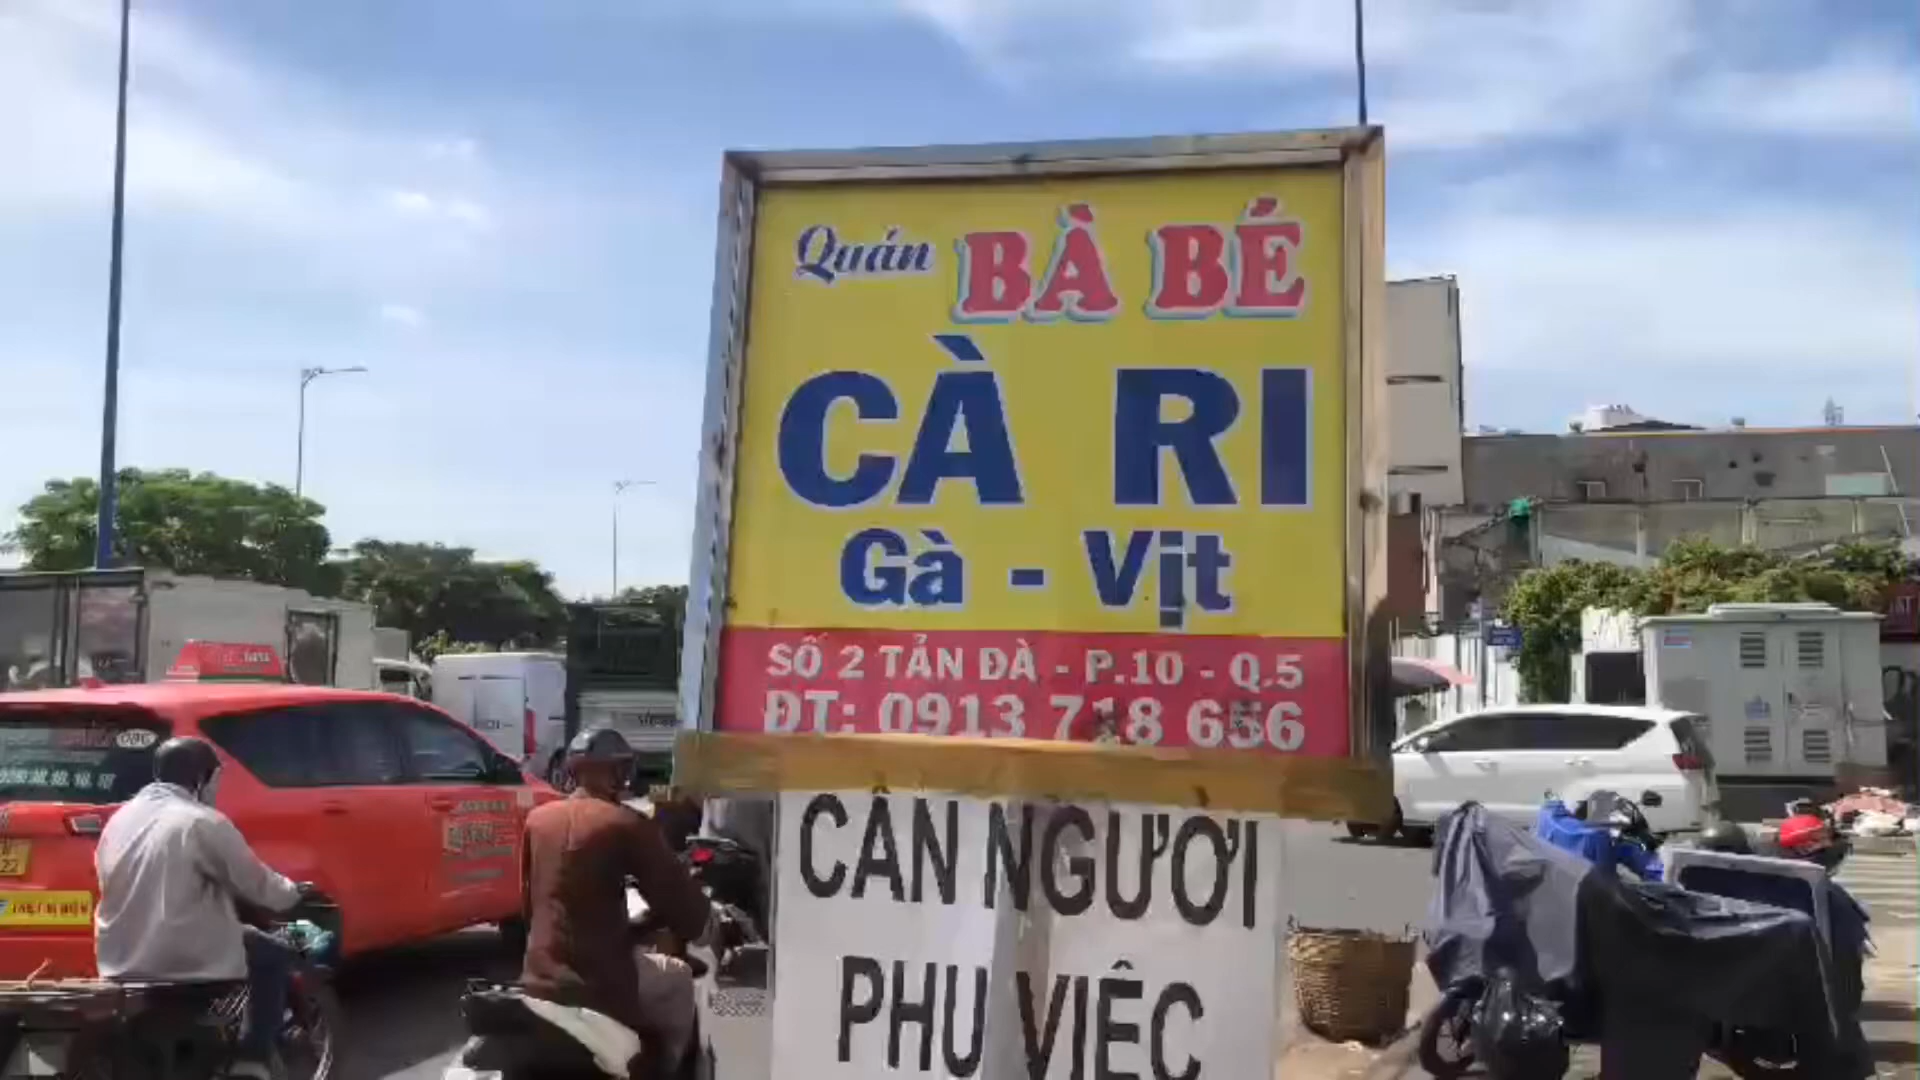 Quán BÀ BÉ
CÀ RI
Gà - Vịt
SỐ 2 TẢN ĐÀ - P.10 - Q.5
ĐT: 0913 718 656
CẦN NGƯỜI
PHỤ VIỆC